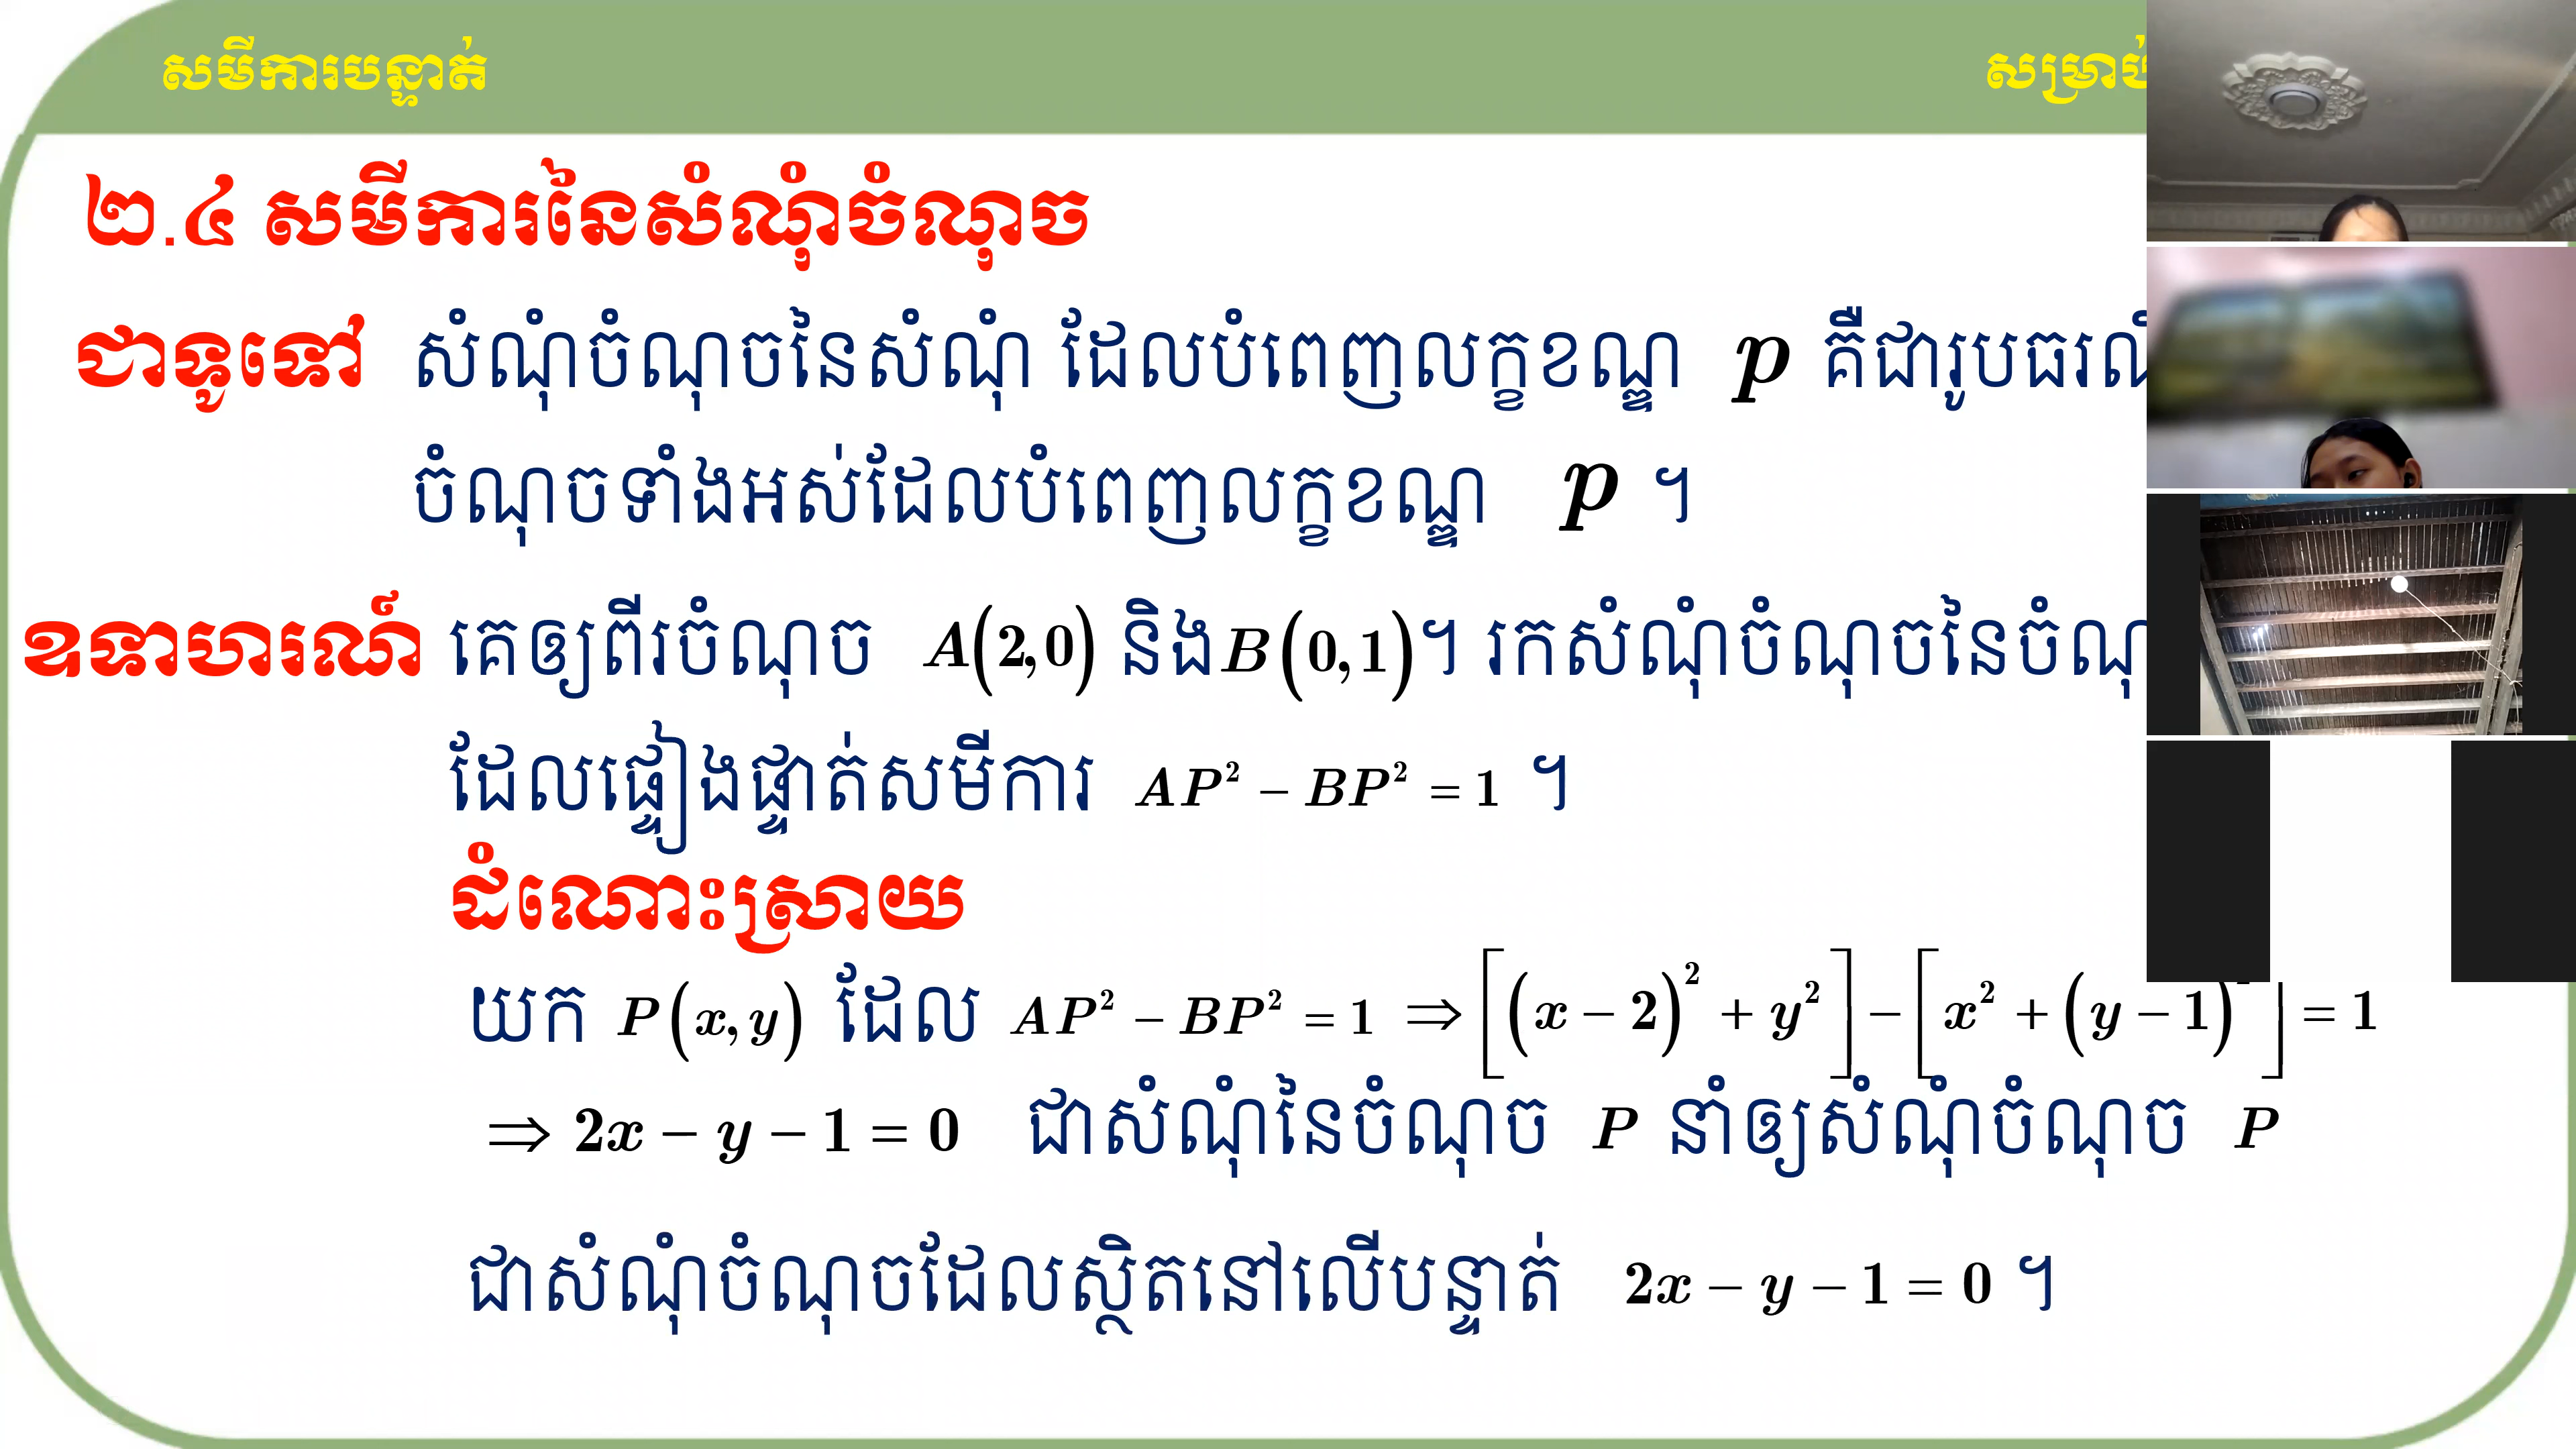 សមីការបន្ទាត់
២.៤ សមីការនៃសំណុំចំណុច
ជាទូទៅ សំណុំចំណុចនៃសំណុំ ដែលបំពេញលក្ខខណ្ឌ p គឺជារូបធរណី
ចំណុចទាំងអស់ដែលបំពេញលក្ខខណ្ឌ p ។
ឧទាហរណ៍ គេឲ្យពីរចំណុច A(2,0) និង B(0,1)។ រកសំណុំចំណុចនៃ
ដែលផ្ទៀងផ្ទាត់សមីការ AP² − BP² = 1 ។
ដំណោះស្រាយ
យក P(x,y) ដែល AP² − BP² = 1 ⇒ [(x − 2)² + y²] − [x² + (y − 1)²] = 1
⇒ 2x − y − 1 = 0 ជាសំណុំនៃចំណុច P នាំឲ្យសំណុំចំណុច P
ជាសំណុំចំណុចដែលស្ថិតនៅលើបន្ទាត់ 2x − y − 1 = 0 ។